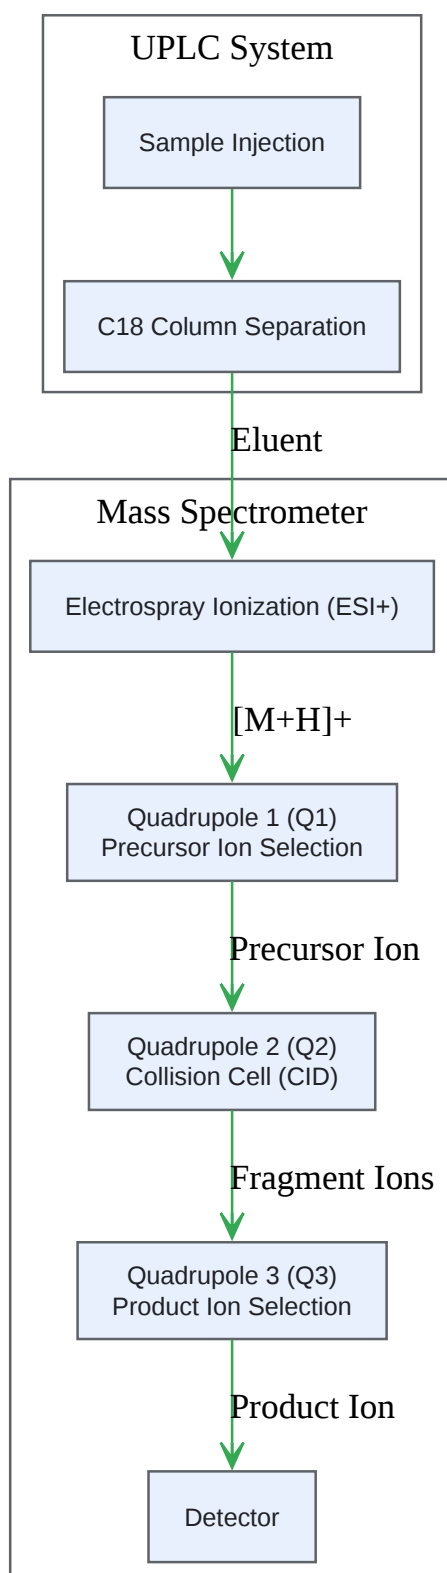 UPLC System
Sample Injection
C18 Column Separation
Eluent
Mass Spectrometer
Electrospray Ionization (ESI+)
[M+H]+
Quadrupole 1 (Q1)
Precursor Ion Selection
Precursor Ion
Quadrupole 2 (Q2)
Collision Cell (CID)
Fragment Ions
Quadrupole 3 (Q3)
Product Ion Selection
Product Ion
Detector